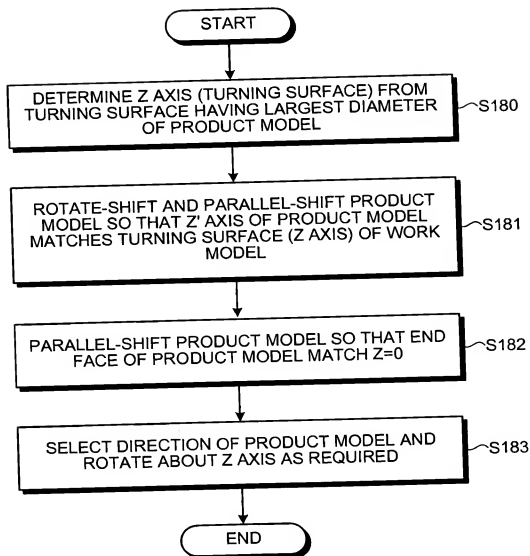 START
DETERMINE Z AXIS (TURNING SURFACE) FROM
TURNING SURFACE HAVING LARGEST DIAMETER
OF PRODUCT MODEL
S180
ROTATE-SHIFT AND PARALLEL-SHIFT PRODUCT
MODEL SO THAT Z' AXIS OF PRODUCT MODEL
MATCHES TURNING SURFACE (Z AXIS) OF WORK
MODEL
S181
PARALLEL-SHIFT PRODUCT MODEL SO THAT END
FACE OF PRODUCT MODEL MATCH Z=0
S182
SELECT DIRECTION OF PRODUCT MODEL AND
ROTATE ABOUT Z AXIS AS REQUIRED
S183
END